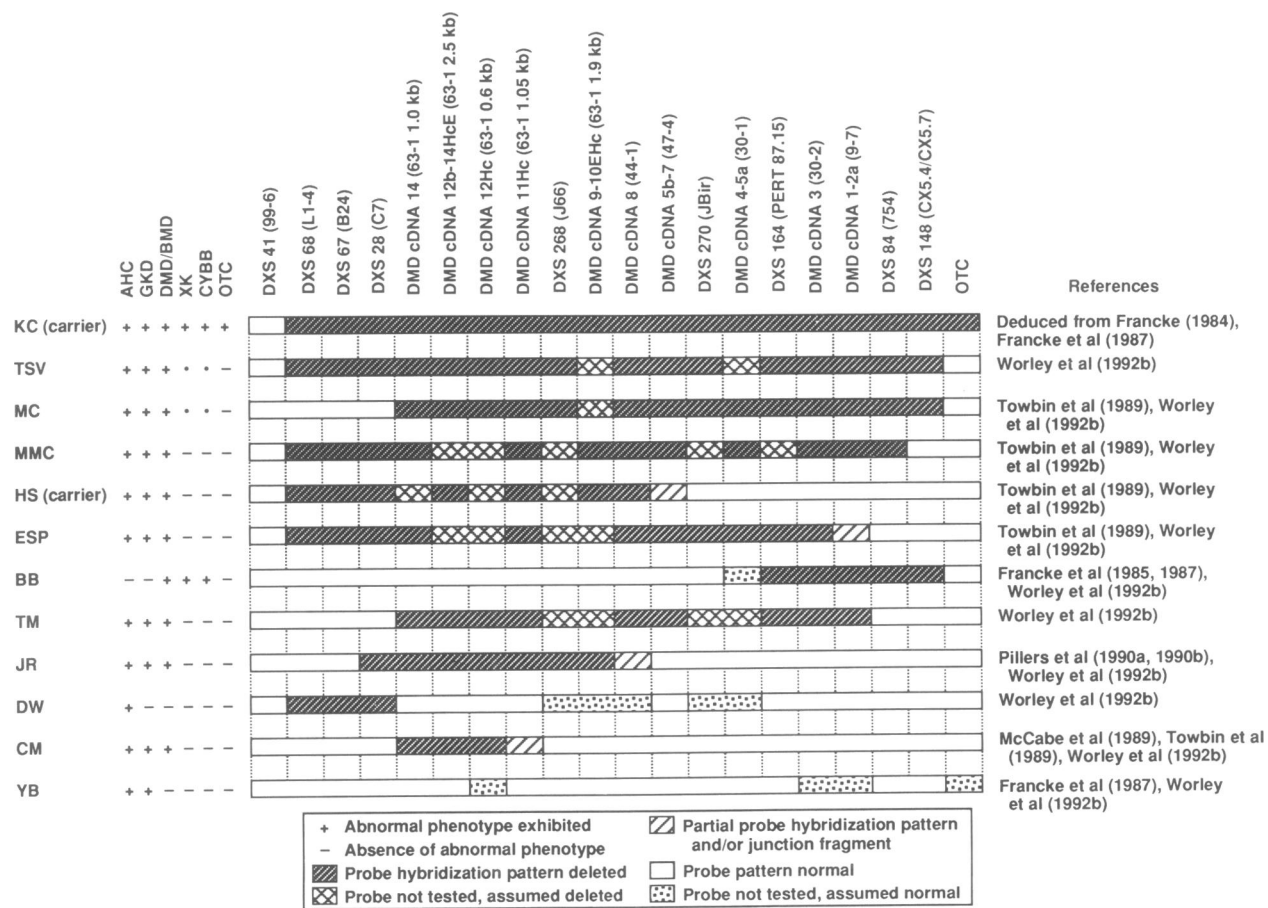 AHC
GKD
DMD/BMD
XK
CYBB
OTC
DXS 41 (99-6)
DXS 68 (L1-4)
DXS 67 (B24)
DXS 28 (C7)
DMD cDNA 14 (63-1 1.0 kb)
DMD cDNA 12b-14HcE (63-1 2.5 kb)
DMD cDNA 12Hc (63-1 0.6 kb)
DMD cDNA 11Hc (63-1 1.05 kb)
DXS 268 (J66)
DMD cDNA 9-10EHc (63-1 1.9 kb)
DMD cDNA 8 (44-1)
DMD cDNA 5b-7 (47-4)
DXS 270 (JBir)
DMD cDNA 4-5a (30-1)
DXS 164 (PERT 87.15)
DMD cDNA 3 (30-2)
DMD cDNA 1-2a (9-7)
DXS 84 (754)
DXS 148 (CX5.4/CX5.7)
OTC
References
KC (carrier) + + + + + + Deduced from Francke (1984),
Francke et al (1987)
TSV + + + • • – Worley et al (1992b)
MC + + + • • – Towbin et al (1989), Worley
et al (1992b)
MMC + + + – – – Towbin et al (1989), Worley
et al (1992b)
HS (carrier) + + + – – – Towbin et al (1989), Worley
et al (1992b)
ESP + + + – – – Towbin et al (1989), Worley
et al (1992b)
BB – – + + + – Francke et al (1985, 1987),
Worley et al (1992b)
TM + + + – – – Worley et al (1992b)
JR + + + – – – Pillers et al (1990a, 1990b),
Worley et al (1992b)
DW + – – – – – Worley et al (1992b)
CM + + + – – – McCabe et al (1989), Towbin et al
(1989), Worley et al (1992b)
YB + + – – – – Francke et al (1987), Worley
et al (1992b)
+ Abnormal phenotype exhibited
– Absence of abnormal phenotype
Probe hybridization pattern deleted
Probe not tested, assumed deleted
Partial probe hybridization pattern
and/or junction fragment
Probe pattern normal
Probe not tested, assumed normal